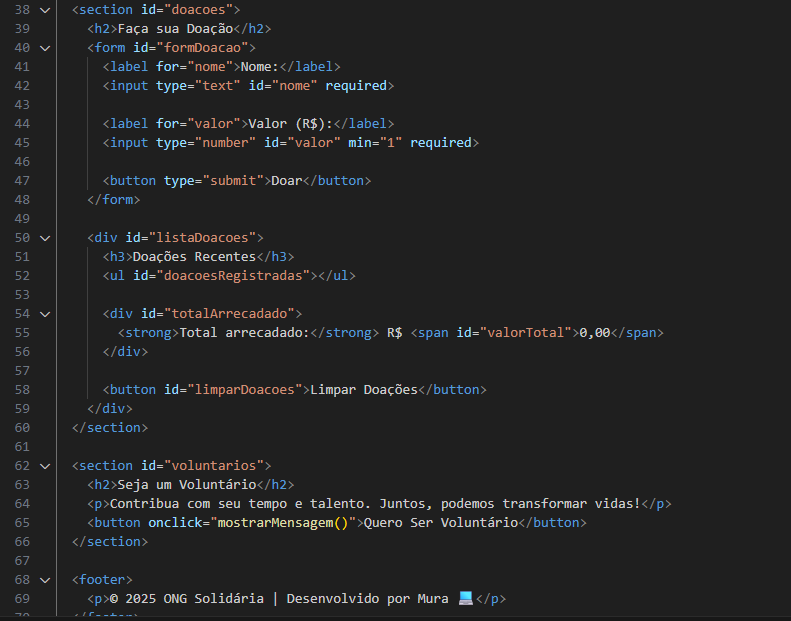 38 <section id="doacoes">
39 <h2>Faça sua Doação</h2>
40 <form id="formDoacao">
41 <label for="nome">Nome:</label>
42 <input type="text" id="nome" required>
43
44 <label for="valor">Valor (R$):</label>
45 <input type="number" id="valor" min="1" required>
46
47 <button type="submit">Doar</button>
48 </form>
49
50 <div id="listaDoacoes">
51 <h3>Doações Recentes</h3>
52 <ul id="doacoesRegistradas"></ul>
53
54 <div id="totalArrecadado">
55 <strong>Total arrecadado:</strong> R$ <span id="valorTotal">0,00</span>
56 </div>
57
58 <button id="limparDoacoes">Limpar Doações</button>
59 </div>
60 </section>
61
62 <section id="voluntarios">
63 <h2>Seja um Voluntário</h2>
64 <p>Contribua com seu tempo e talento. Juntos, podemos transformar vidas!</p>
65 <button onclick="mostrarMensagem()">Quero Ser Voluntário</button>
66 </section>
67
68 <footer>
69 <p>© 2025 ONG Solidária | Desenvolvido por Mura 💻</p>
70 </footer>